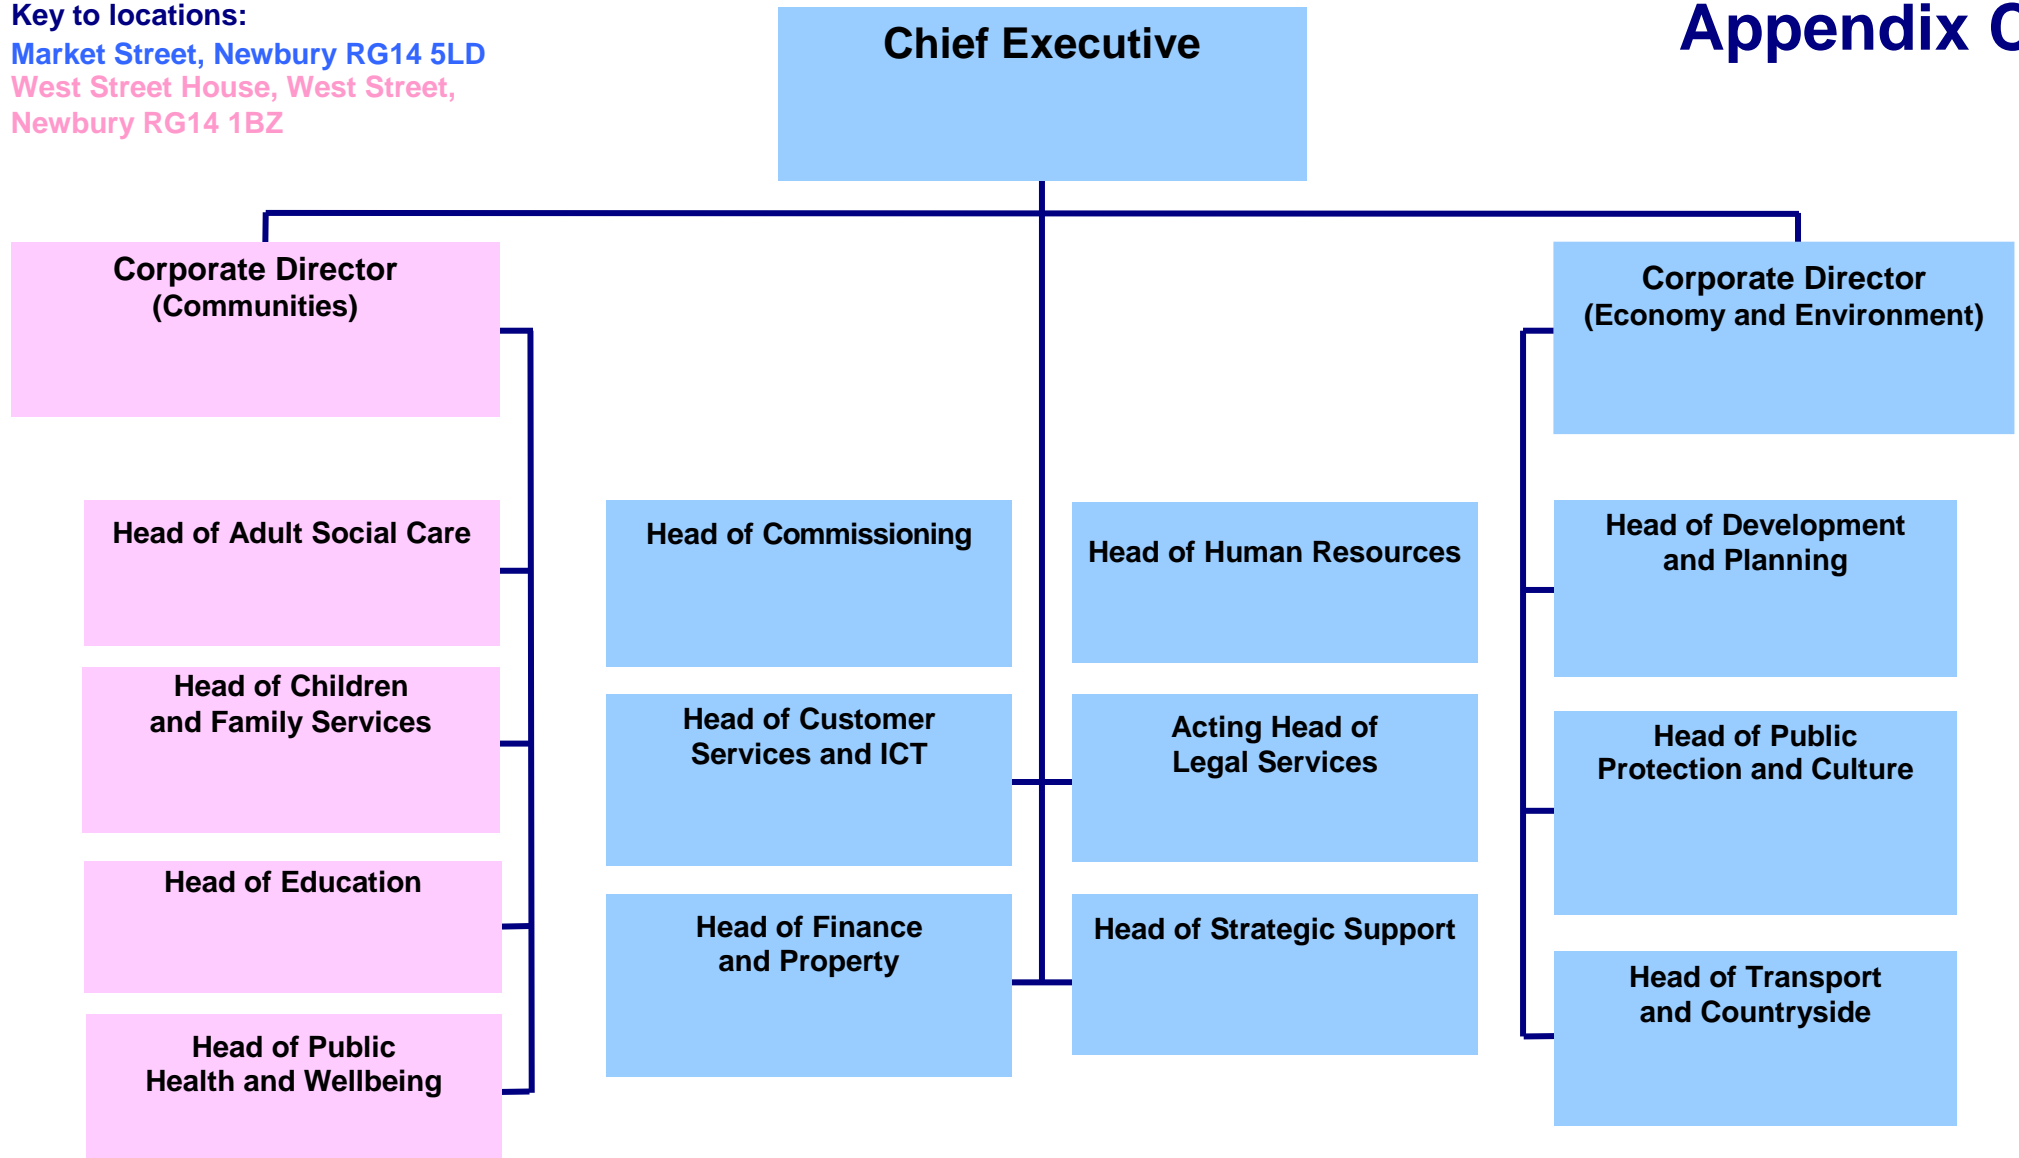 Key to locations:
Market Street, Newbury RG14 5LD
West Street House, West Street,
Newbury RG14 1BZ
Chief Executive
Appendix C
Corporate Director
(Communities)
Corporate Director
(Economy and Environment)
Head of Adult Social Care
Head of Children
and Family Services
Head of Education
Head of Public
Health and Wellbeing
Head of Commissioning
Head of Customer
Services and ICT
Head of Finance
and Property
Head of Human Resources
Acting Head of
Legal Services
Head of Strategic Support
Head of Development
and Planning
Head of Public
Protection and Culture
Head of Transport
and Countryside